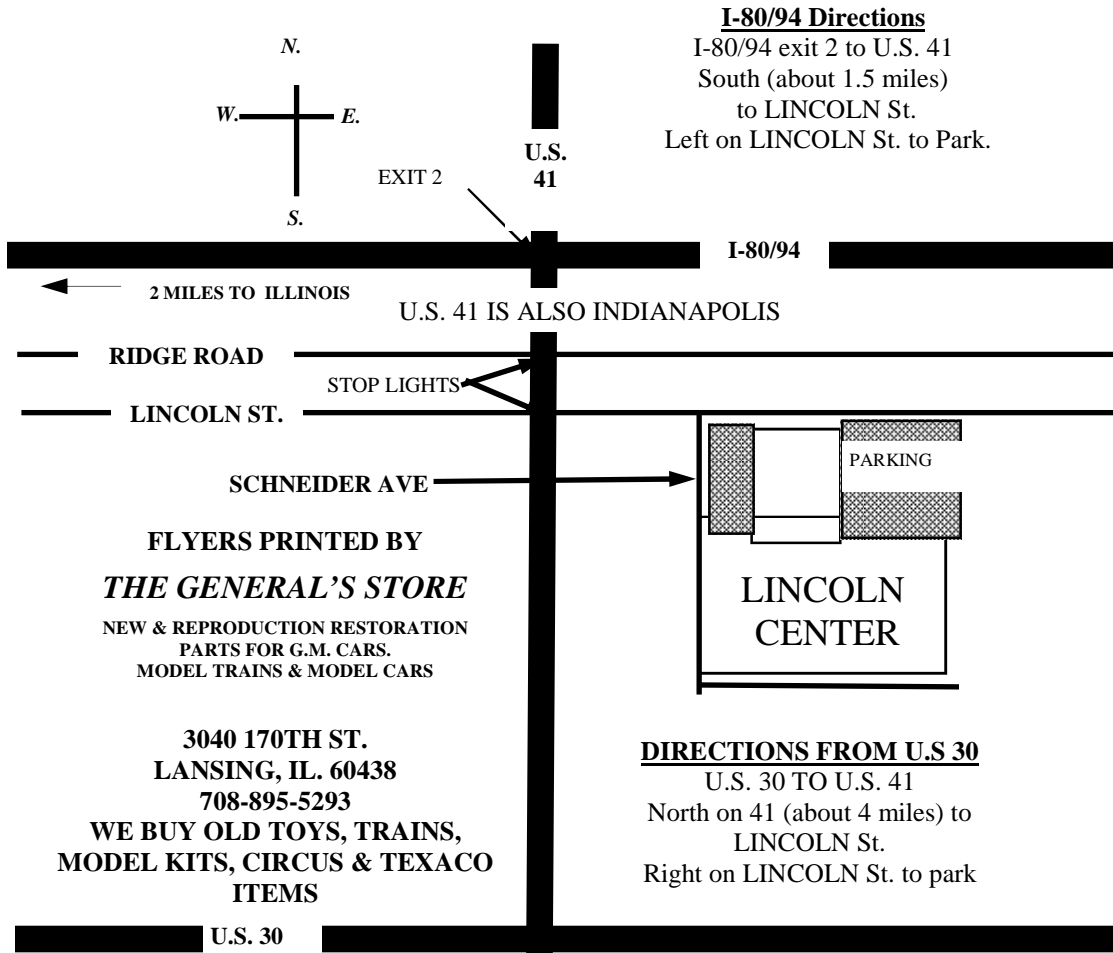 I-80/94 Directions
I-80/94 exit 2 to U.S. 41
South (about 1.5 miles)
to LINCOLN St.
Left on LINCOLN St. to Park.
N.
W.
E.
S.
U.S.
41
EXIT 2
I-80/94
2 MILES TO ILLINOIS
U.S. 41 IS ALSO INDIANAPOLIS
RIDGE ROAD
STOP LIGHTS
LINCOLN ST.
PARKING
SCHNEIDER AVE
LINCOLN
CENTER
FLYERS PRINTED BY
THE GENERAL'S STORE
NEW & REPRODUCTION RESTORATION
PARTS FOR G.M. CARS.
MODEL TRAINS & MODEL CARS
3040 170TH ST.
LANSING, IL. 60438
708-895-5293
WE BUY OLD TOYS, TRAINS,
MODEL KITS, CIRCUS & TEXACO
ITEMS
DIRECTIONS FROM U.S 30
U.S. 30 TO U.S. 41
North on 41 (about 4 miles) to
LINCOLN St.
Right on LINCOLN St. to park
U.S. 30